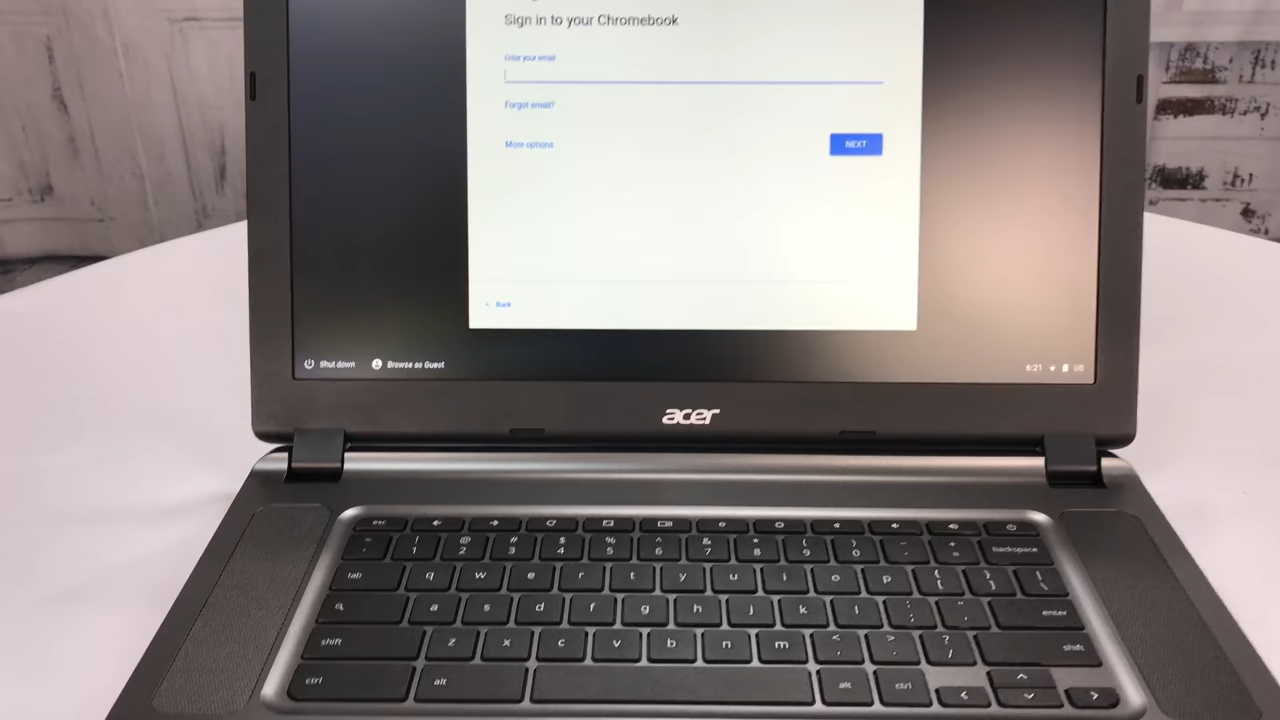 Sign in to your Chromebook
Enter your email
Forgot email?
More options
NEXT
Back
Shut down
Browse as Guest
6:21
US
acer
esc
! @ # $ % ^ & * ( ) _ +
1 2 3 4 5 6 7 8 9 0 - =
backspace
tab q w e r t y u i o p { } |
[ ] \
a s d f g h j k l : "
; '
enter
shift z x c v b n m < > ?
, . /
shift
ctrl alt alt ctrl